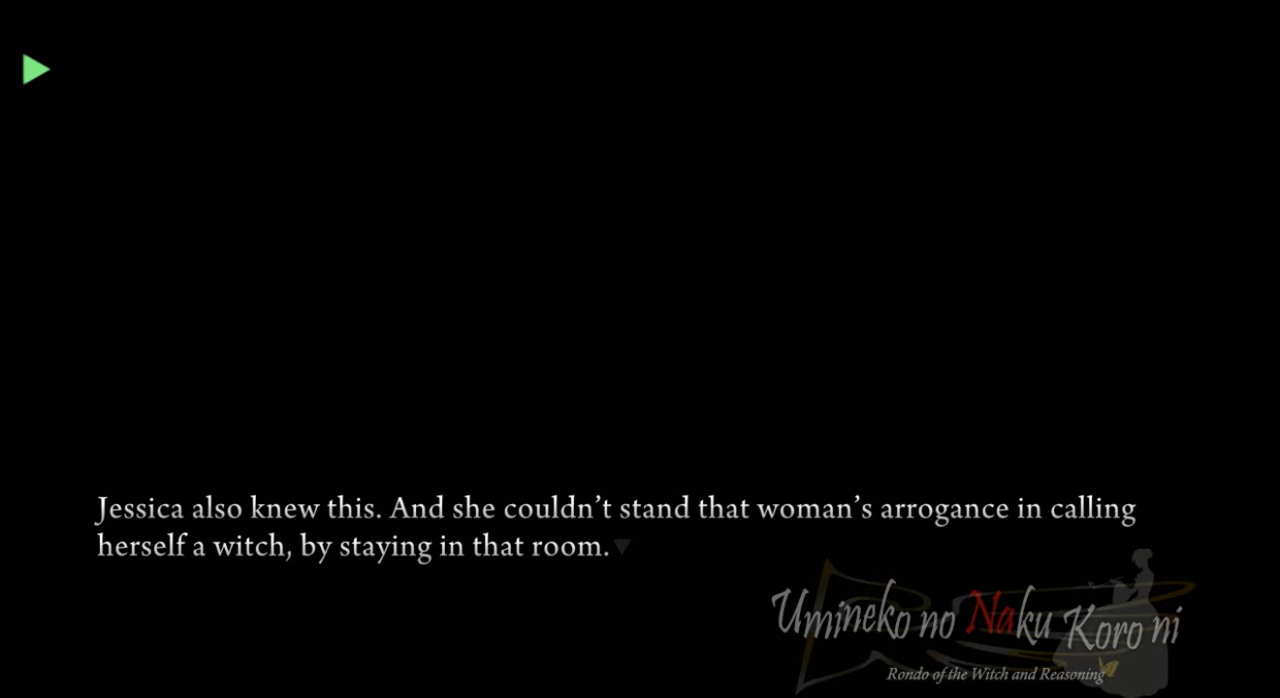 Jessica also knew this. And she couldn’t stand that woman’s arrogance in calling
herself a witch, by staying in that room.
Umineko no Naku Koro ni
Rondo of the Witch and Reasoning